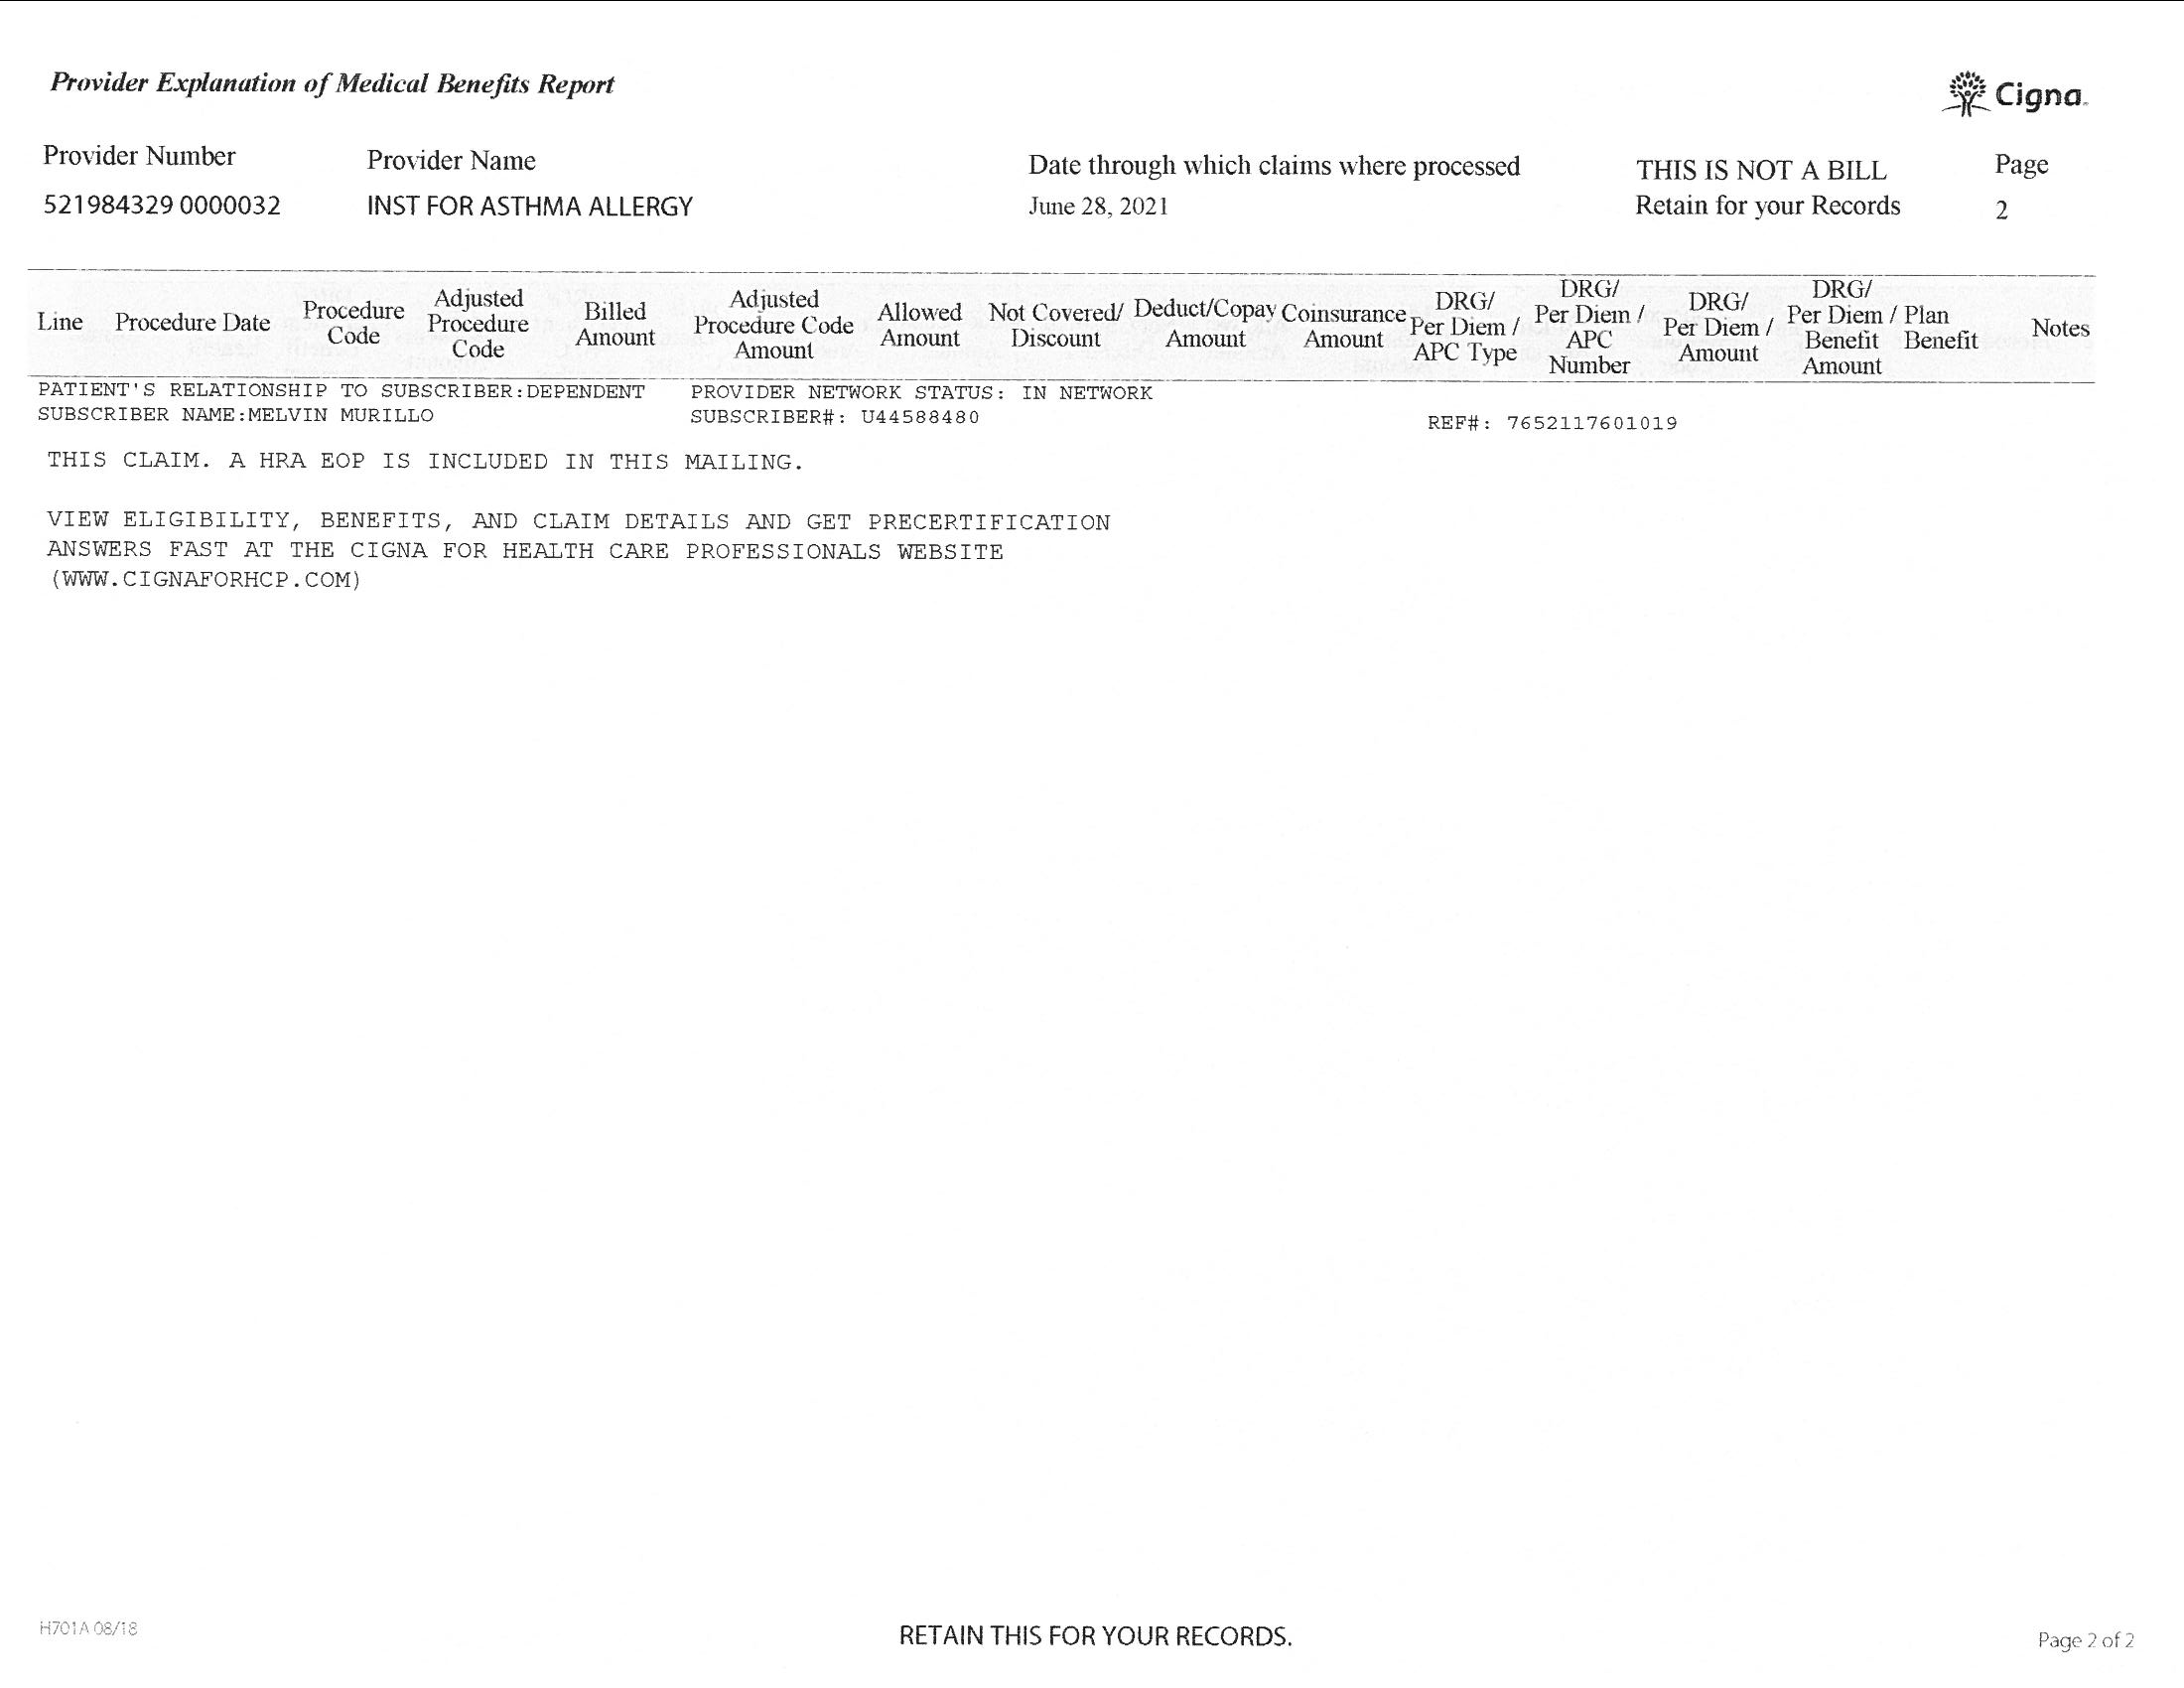 Provider Explanation of Medical Benefits Report
Cigna
Provider Number Provider Name Date through which claims where processed THIS IS NOT A BILL Page
521984329 0000032 INST FOR ASTHMA ALLERGY June 28, 2021 Retain for your Records 2
Line Procedure Date Procedure Code Adjusted Procedure Code Billed Amount Adjusted Procedure Code Amount Allowed Amount Not Covered/ Discount Deduct/Copay Amount Coinsurance Amount DRG/ Per Diem / APC Type DRG/ Per Diem / APC Number DRG/ Per Diem / Amount DRG/ Per Diem / Benefit Amount Plan Benefit Notes
PATIENT'S RELATIONSHIP TO SUBSCRIBER:DEPENDENT PROVIDER NETWORK STATUS: IN NETWORK
SUBSCRIBER NAME:MELVIN MURILLO SUBSCRIBER#: U44588480 REF#: 7652117601019
THIS CLAIM. A HRA EOP IS INCLUDED IN THIS MAILING.
VIEW ELIGIBILITY, BENEFITS, AND CLAIM DETAILS AND GET PRECERTIFICATION
ANSWERS FAST AT THE CIGNA FOR HEALTH CARE PROFESSIONALS WEBSITE
(WWW.CIGNAFORHCP.COM)
H701A 08/18 RETAIN THIS FOR YOUR RECORDS. Page 2 of 2